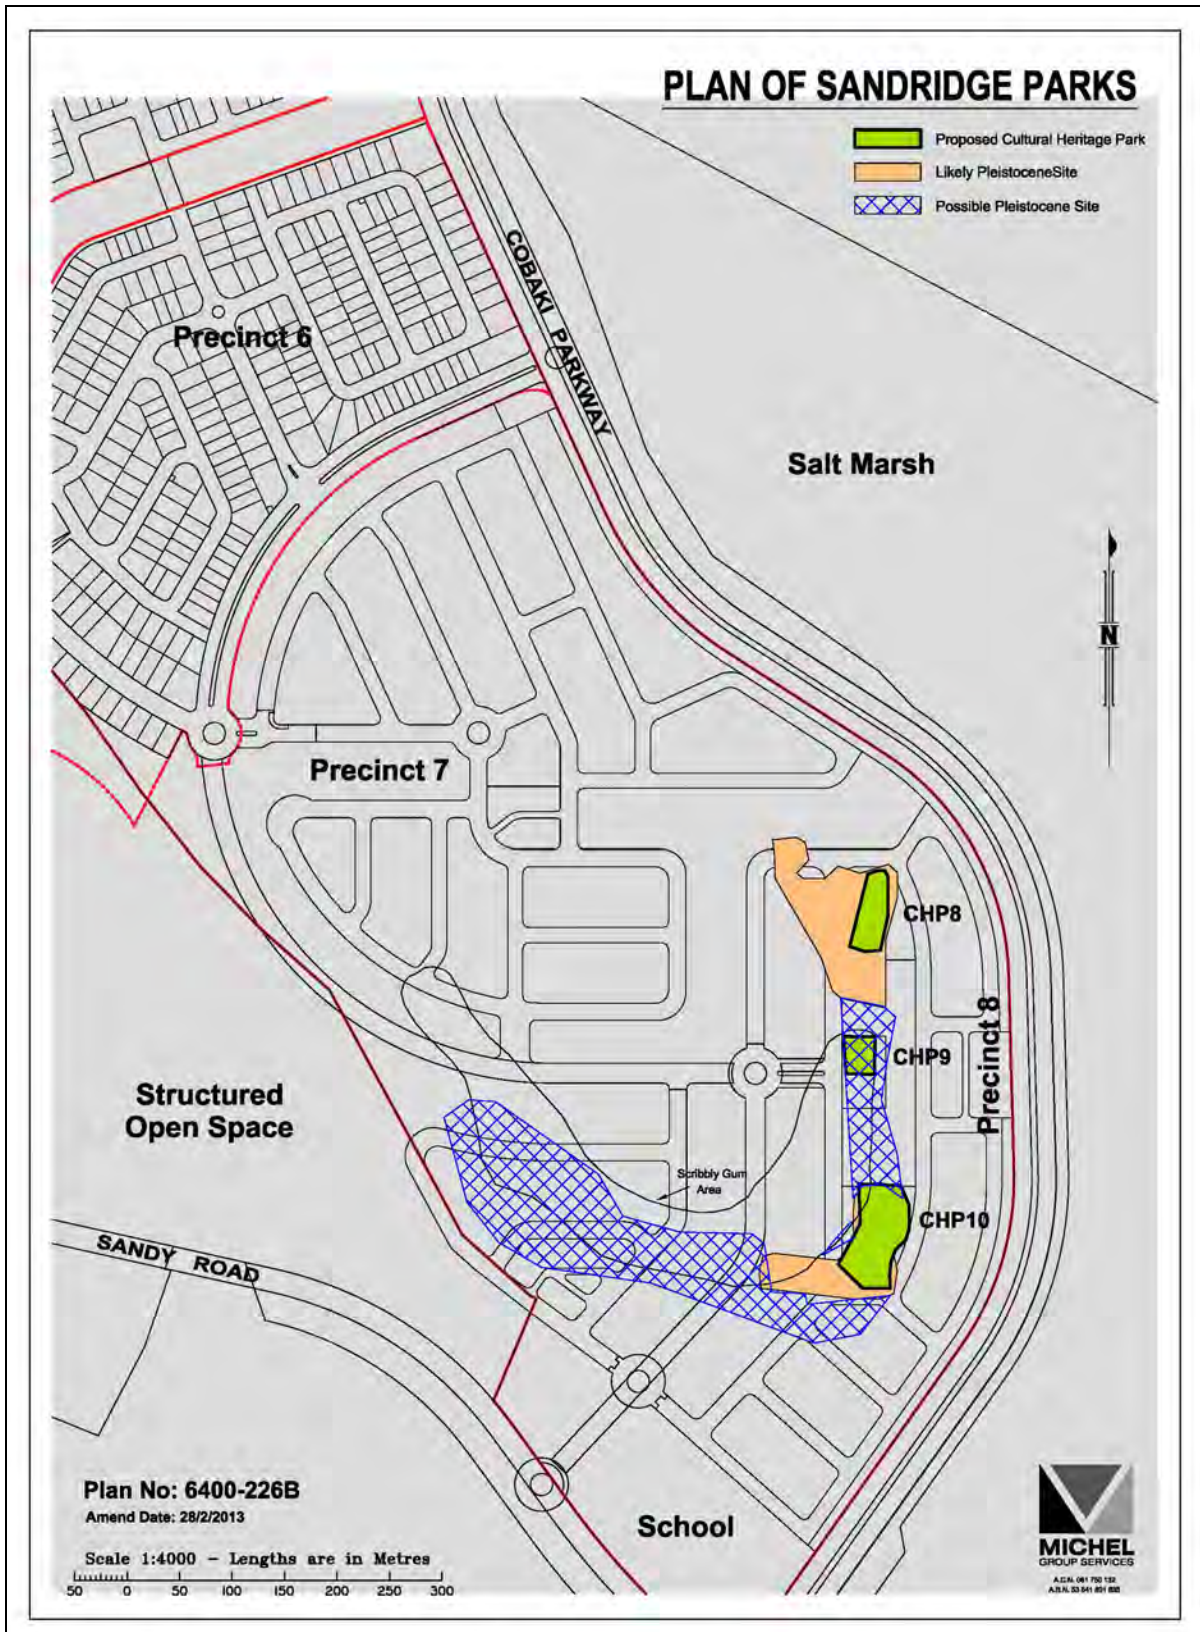 PLAN OF SANDRIDGE PARKS
Proposed Cultural Heritage Park
Likely PleistoceneSite
Possible Pleistocene Site
COBAKI PARKWAY
Precinct 6
Salt Marsh
N
Precinct 7
CHP8
Precinct 8
CHP9
Structured
Open Space
Scribbly Gum
Area
CHP10
SANDY ROAD
Plan No: 6400-226B
Amend Date: 28/2/2013
School
Scale 1:4000 - Lengths are in Metres
50 0 50 100 150 200 250 300
MICHEL
GROUP SERVICES